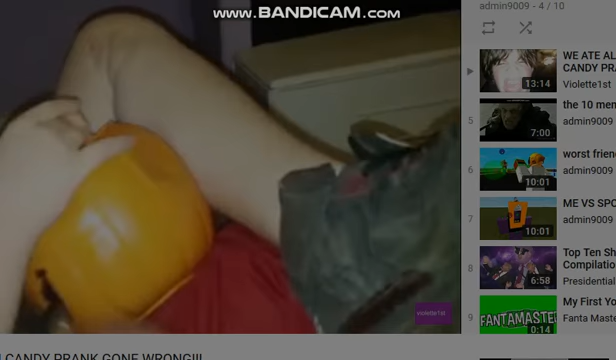 www.BANDICAM.com
admin9009 - 4 / 10
WE ATE AL
CANDY PRA
Violette1st
13:14
5
the 10 men
admin9009
7:00
6
worst frien
admin9009
10:01
7
ME VS SPO
admin9009
10:01
8
Top Ten Sh
Compilatio
Presidential
6:58
9
My First Yo
Fanta Maste
FANTAMASTE
0:14
violette1st
CANDY PRANK GONE WRONG!!!